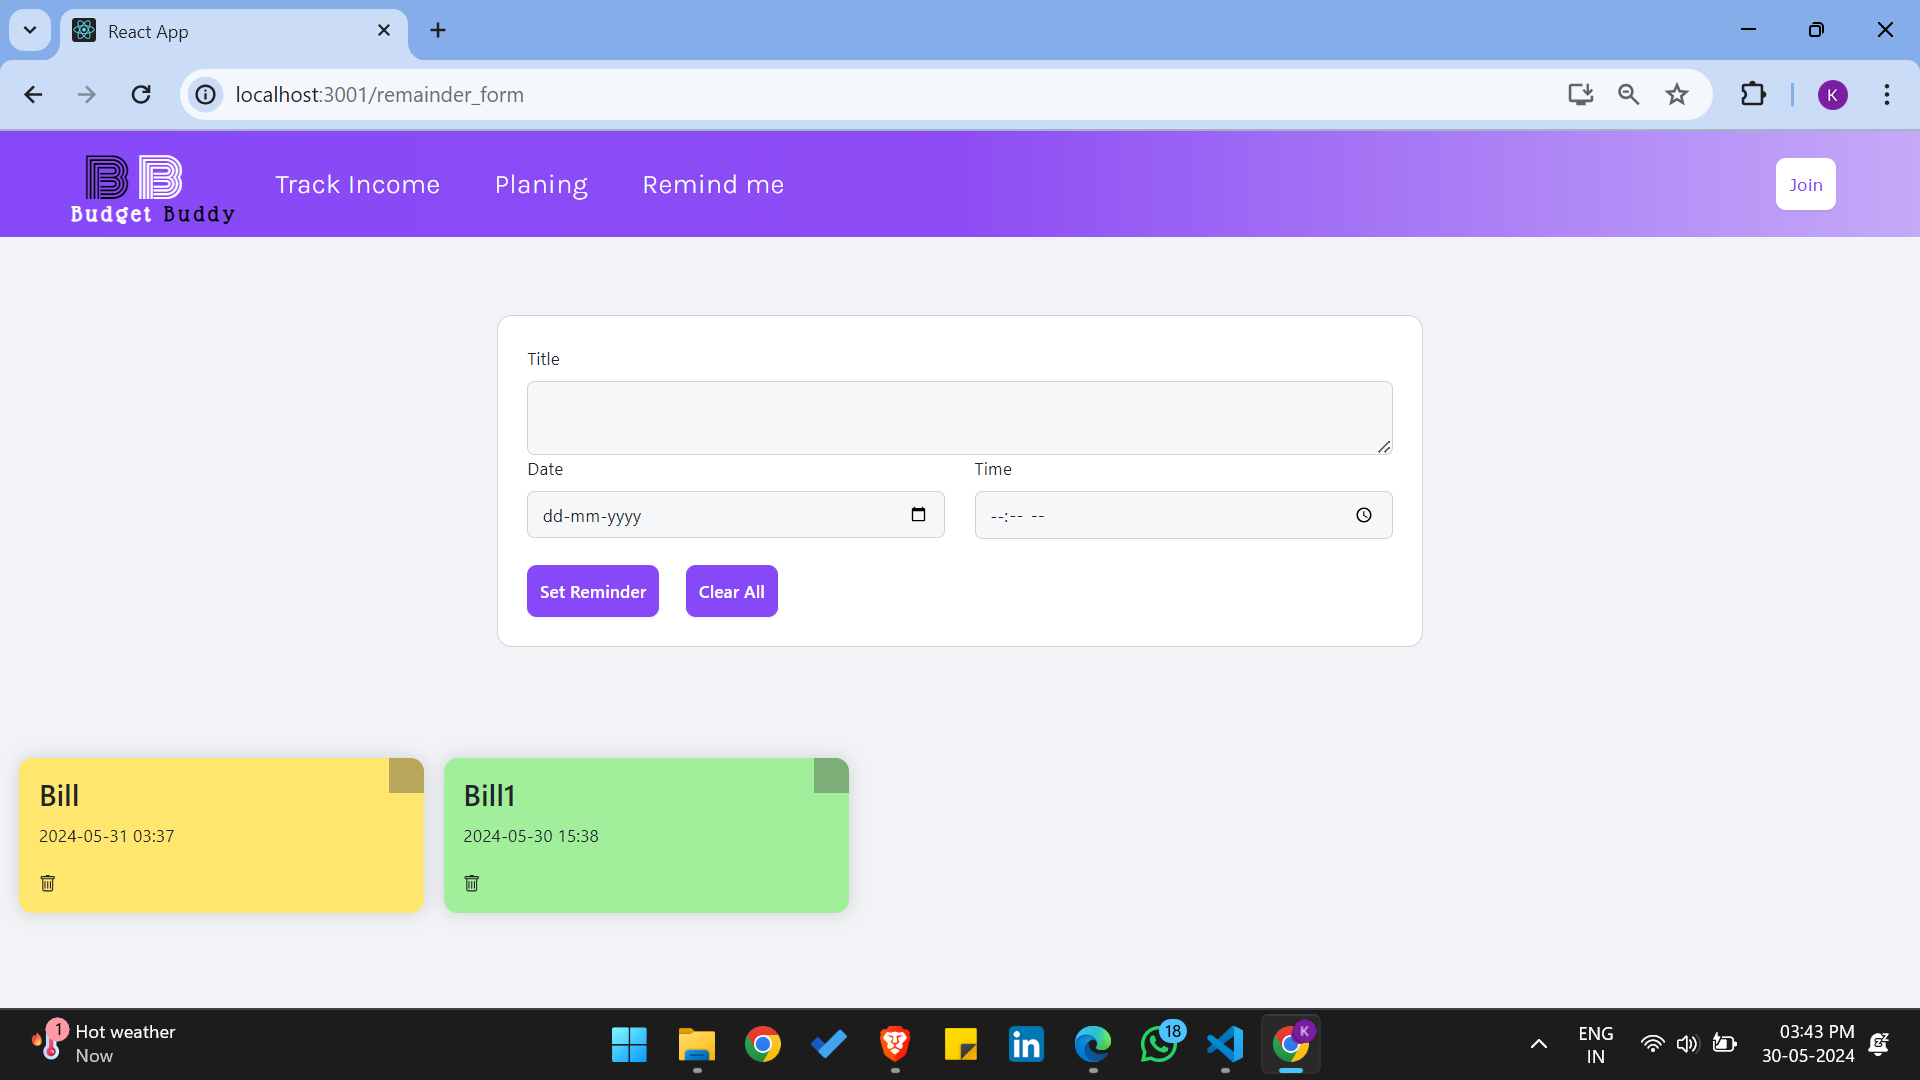 React App
localhost:3001/remainder_form
K
BB
Budget Buddy
Track Income
Planing
Remind me
Join
Title
Date
Time
dd-mm-yyyy
--:-- --
Set Reminder
Clear All
Bill
2024-05-31 03:37
Bill1
2024-05-30 15:38
1
Hot weather
Now
in
18
K
ENG
IN
03:43 PM
30-05-2024